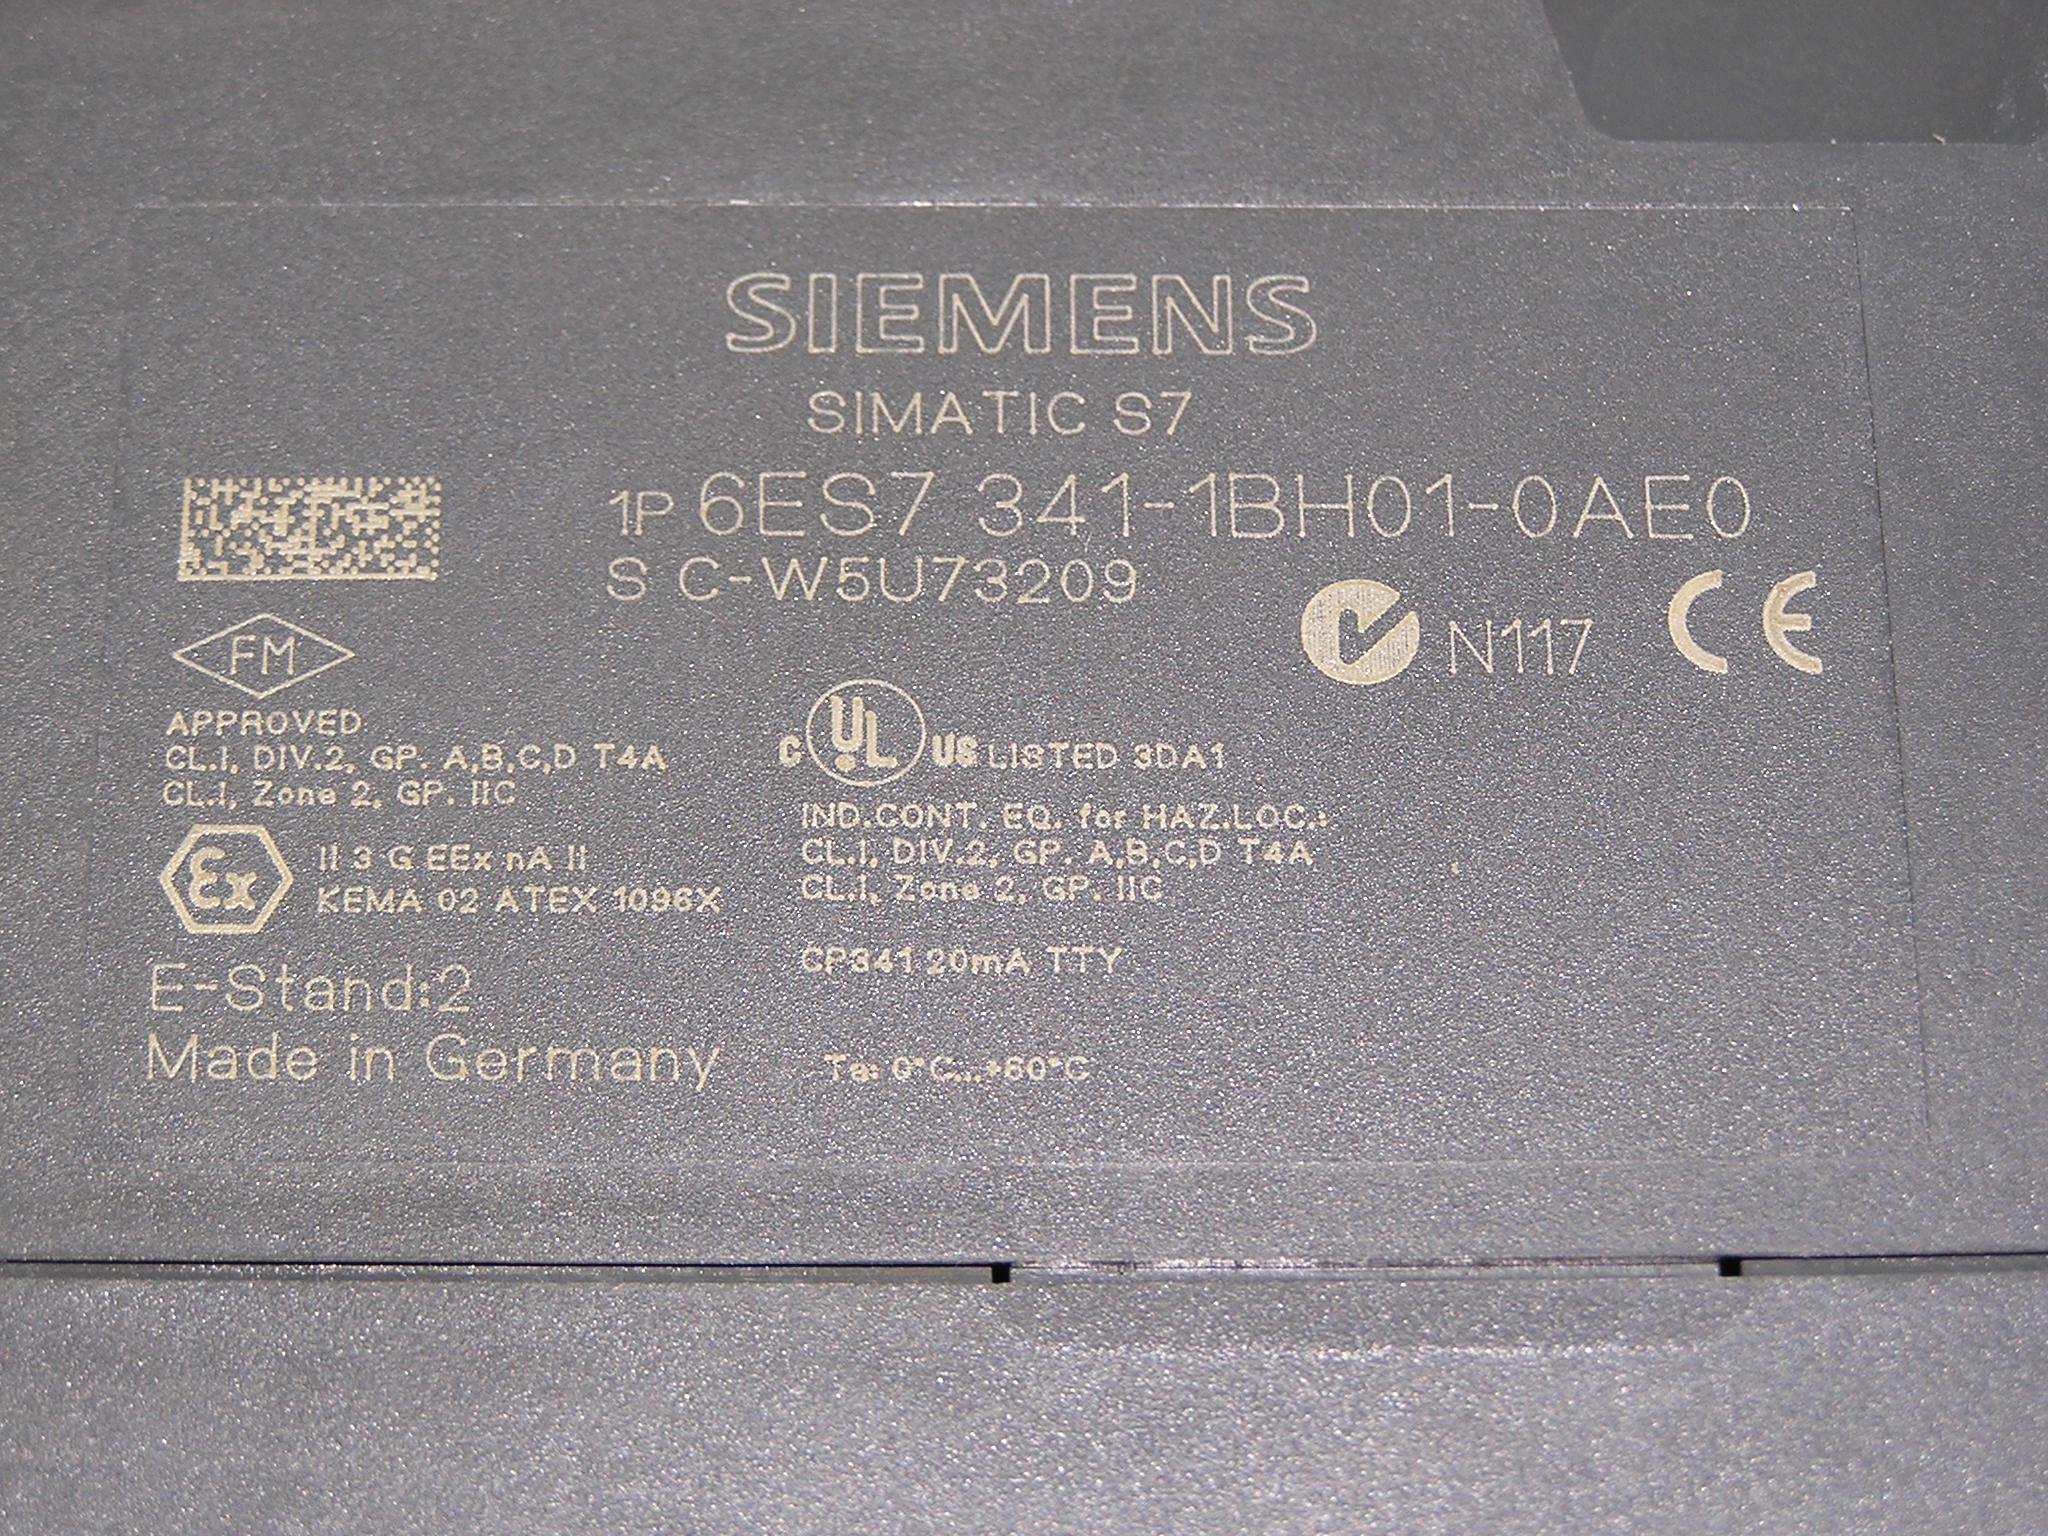 SIEMENS
SIMATIC S7
1P 6ES7 341-1BH01-0AE0
S C-W5U73209
N117 CE
FM
APPROVED
CL.I, DIV.2, GP. A,B,C,D T4A
CL.I, Zone 2, GP. IIC
C UL US LISTED 3DA1
IND.CONT. EQ. for HAZ.LOC.:
CL.I, DIV.2, GP. A,B,C,D T4A
CL.I, Zone 2, GP. IIC
Ex II 3 G EEx nA II
KEMA 02 ATEX 1096X
CP341 20mA TTY
E-Stand:2
Made in Germany
Ta: 0°C...+60°C